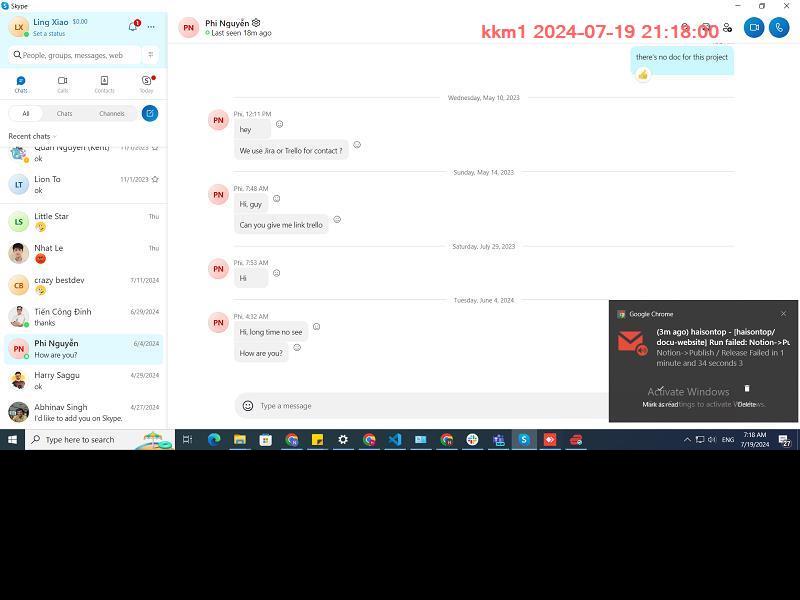 Skype
LX
Ling Xiao
$0.00
Set a status
1
People, groups, messages, web
Chats
Calls
Contacts
Today
All
Chats
Channels
Recent chats
Quan Nguyen (Kent)
11/1/2023
ok
LT
Lion To
11/1/2023
ok
LS
Little Star
Thu
Nhat Le
Thu
CB
crazy bestdev
7/11/2024
Tiến Công Đinh
6/29/2024
thanks
PN
Phi Nguyễn
6/4/2024
How are you?
Harry Saggu
4/29/2024
ok
Abhinav Singh
4/27/2024
I'd like to add you on Skype.
PN
Phi Nguyễn
Last seen 18m ago
kkm1 2024-07-19 21:18:00
there's no doc for this project
Wednesday, May 10, 2023
PN
Phi, 12:11 PM
hey
We use Jira or Trello for contact ?
Sunday, May 14, 2023
PN
Phi, 7:48 AM
Hi, guy
Can you give me link trello
Saturday, July 29, 2023
PN
Phi, 7:53 AM
Hi
Tuesday, June 4, 2024
PN
Phi, 4:32 AM
Hi, long time no see
How are you?
Type a message
Google Chrome
(3m ago) haisontop - [haisontop/
docu-website] Run failed: Notion->Pu
Notion->Publish / Release Failed in 1
minute and 34 seconds 3
Activate Windows
Mark as read
ttings to activate Windows.
Delete
Type here to search
ENG
7:18 AM
7/19/2024
27